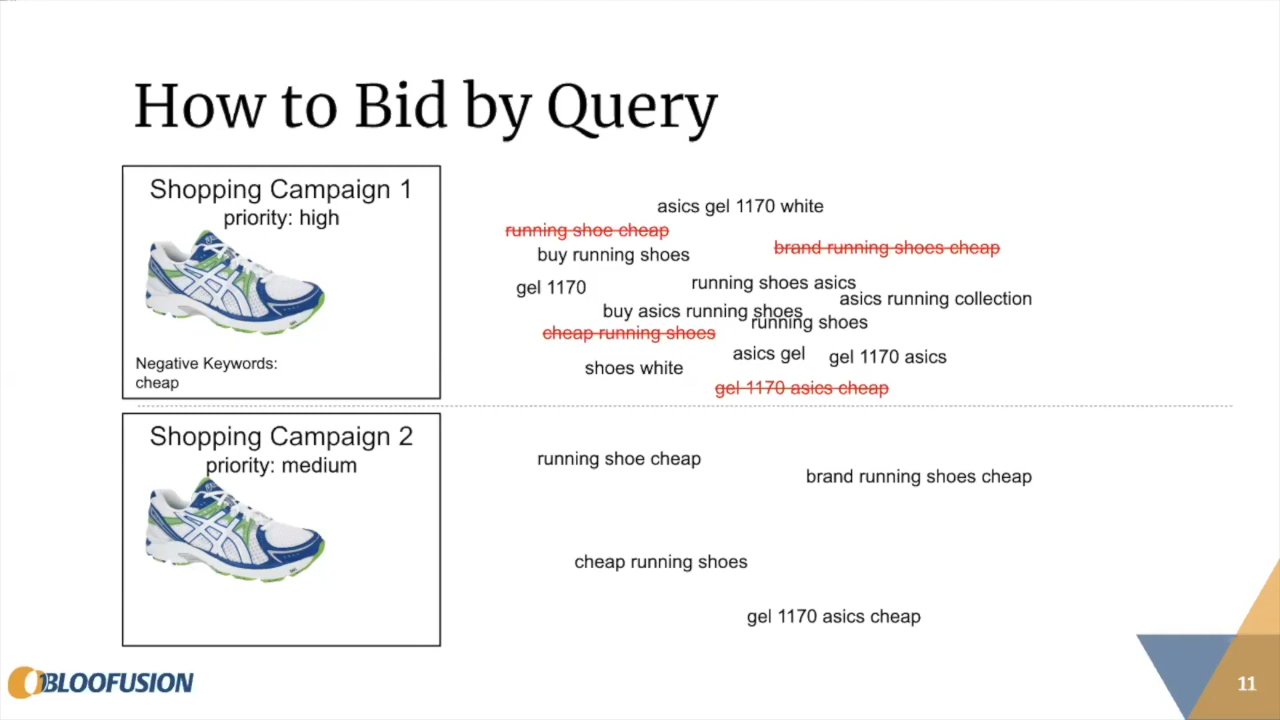 How to Bid by Query
Shopping Campaign 1
priority: high
Negative Keywords:
cheap
asics gel 1170 white
running shoe cheap
brand running shoes cheap
buy running shoes
running shoes asics
gel 1170
asics running collection
buy asics running shoes
running shoes
cheap running shoes
asics gel
gel 1170 asics
shoes white
gel 1170 asics cheap
Shopping Campaign 2
priority: medium
running shoe cheap
brand running shoes cheap
cheap running shoes
gel 1170 asics cheap
BLOOFUSION
11